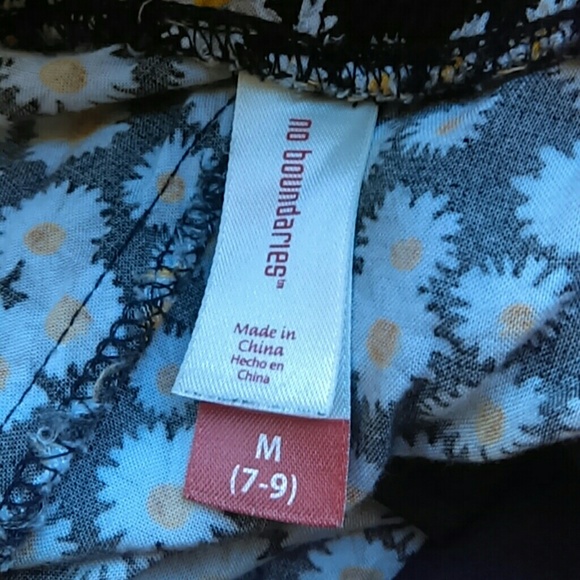 no boundaries™
Made in
China
Hecho en
China
M
(7-9)